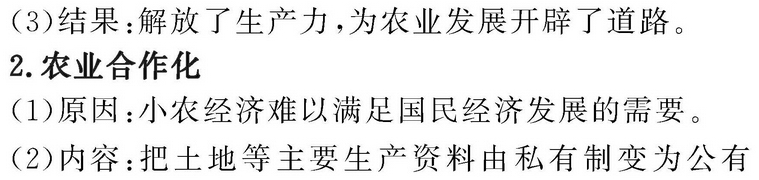 (3)结果:解放了生产力,为农业发展开辟了道路。
2.农业合作化
(1)原因:小农经济难以满足国民经济发展的需要。
(2)内容:把土地等主要生产资料由私有制变为公有